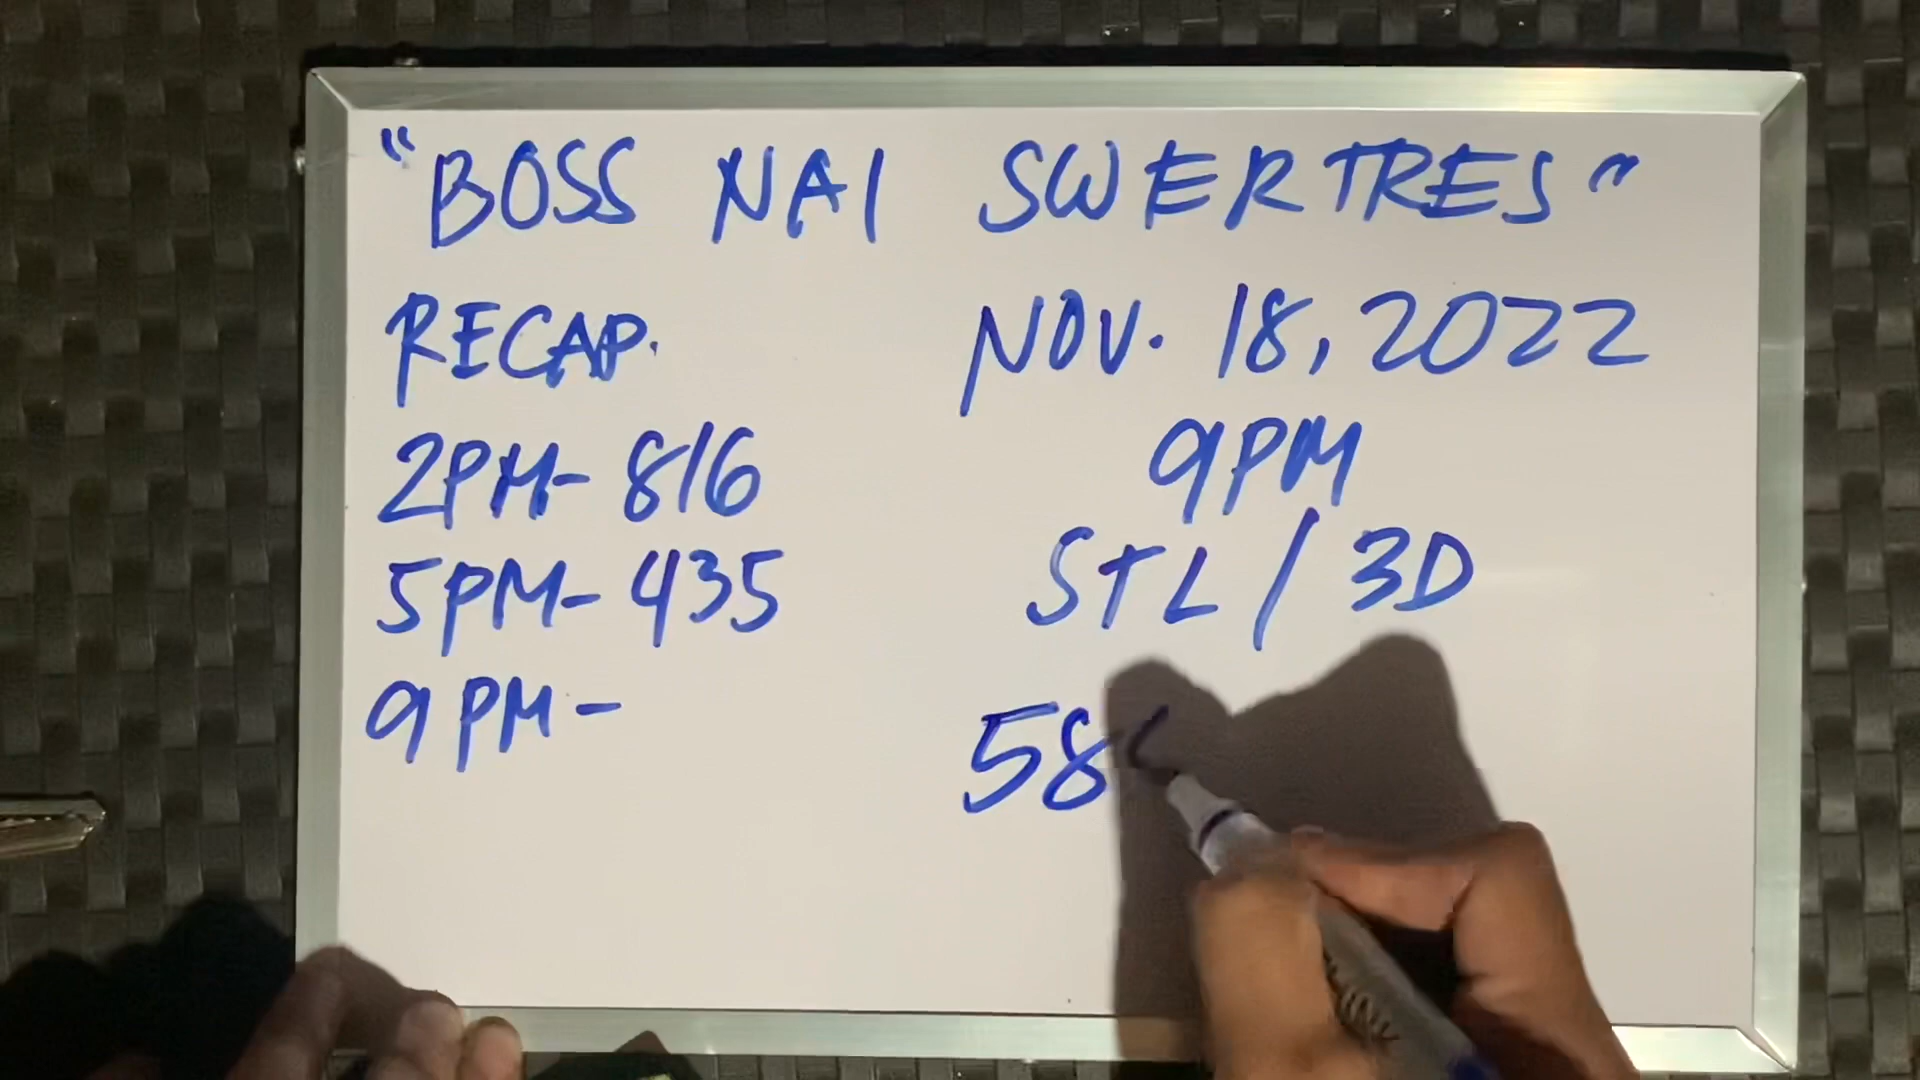 "BOSS NAI SWERTRES"
RECAP.
2PM- 816
5PM- 435
9PM-
NOV. 18, 2022
9PM
STL / 3D
58